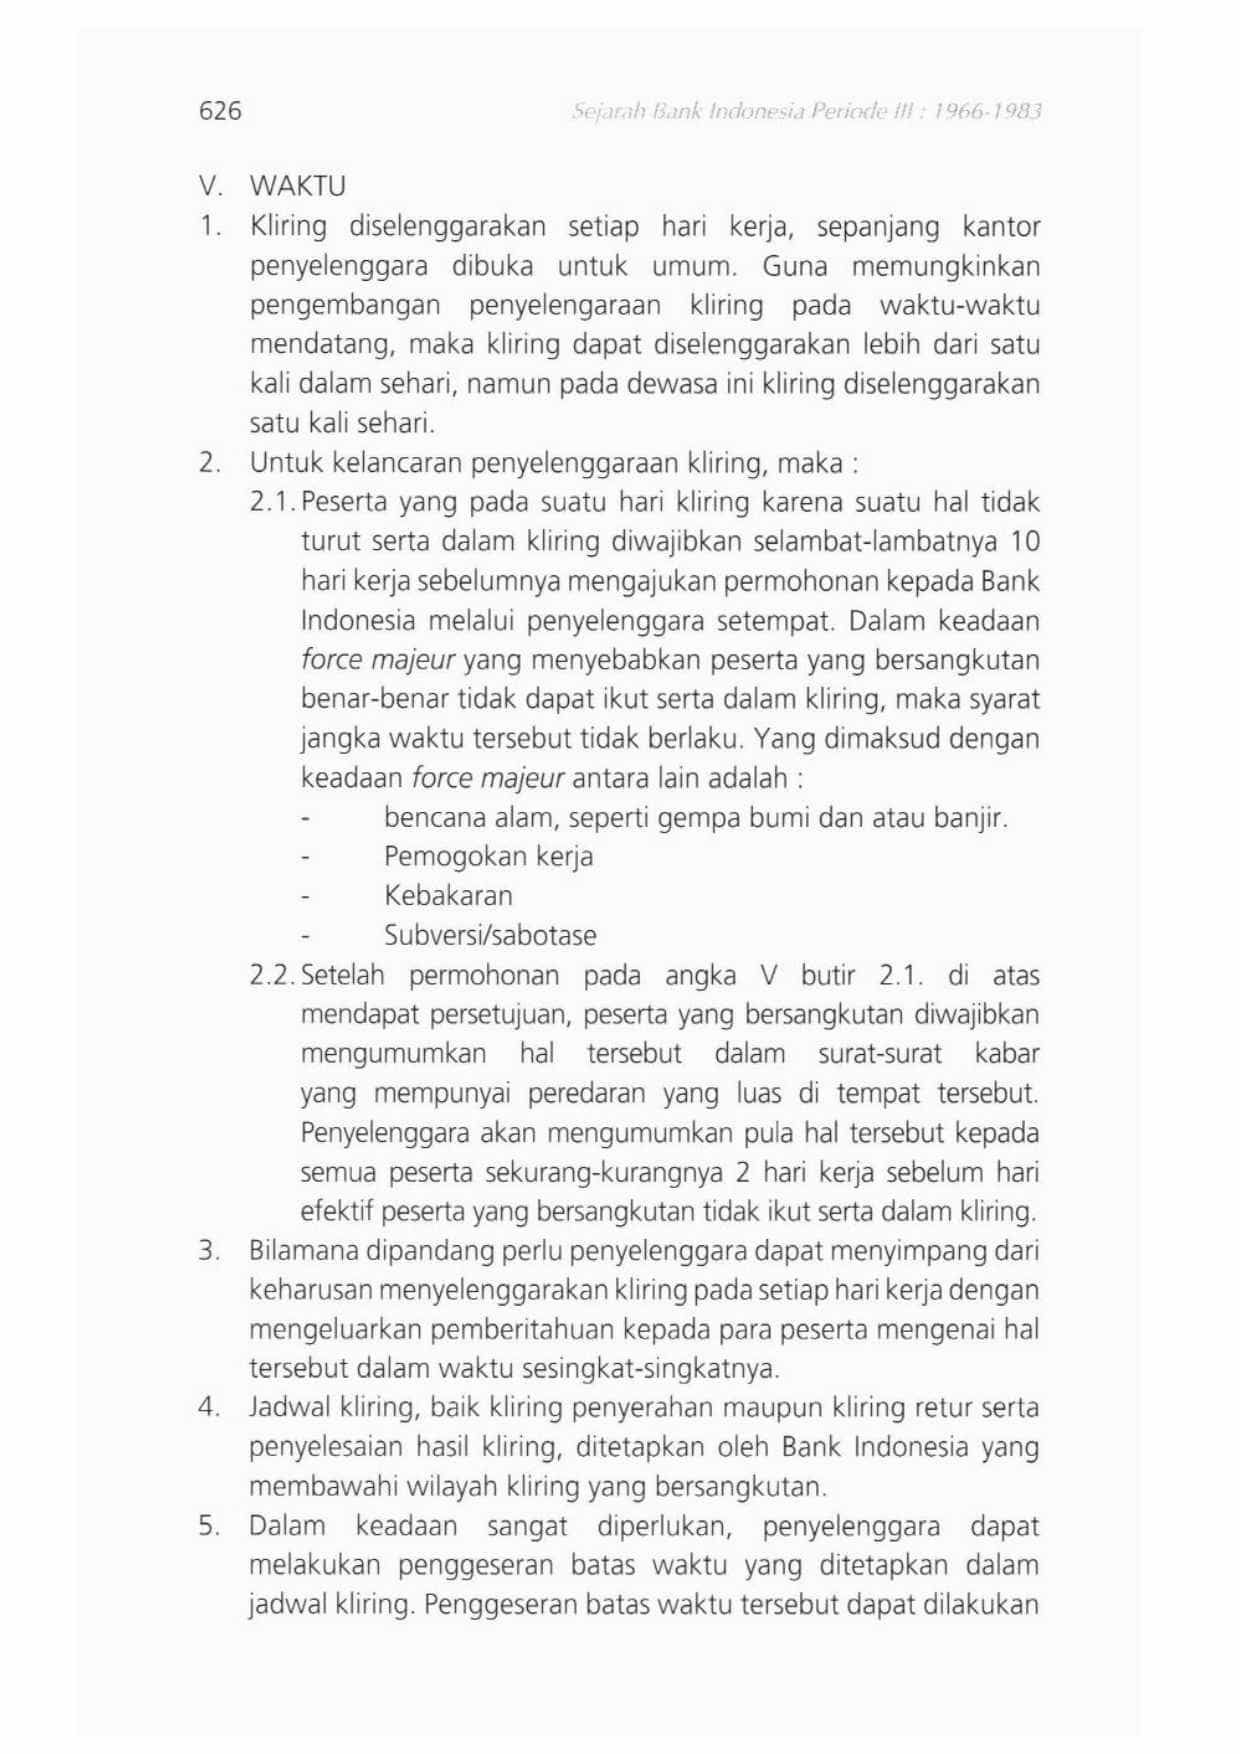 626
Sejarah Bank Indonesia Periode III : 1966-1983
V. WAKTU
1. Kliring diselenggarakan setiap hari kerja, sepanjang kantor
penyelenggara dibuka untuk umum. Guna memungkinkan
pengembangan penyelengaraan kliring pada waktu-waktu
mendatang, maka kliring dapat diselenggarakan lebih dari satu
kali dalam sehari, namun pada dewasa ini kliring diselenggarakan
satu kali sehari.
2. Untuk kelancaran penyelenggaraan kliring, maka :
2.1. Peserta yang pada suatu hari kliring karena suatu hal tidak
turut serta dalam kliring diwajibkan selambat-lambatnya 10
hari kerja sebelumnya mengajukan permohonan kepada Bank
Indonesia melalui penyelenggara setempat. Dalam keadaan
force majeur yang menyebabkan peserta yang bersangkutan
benar-benar tidak dapat ikut serta dalam kliring, maka syarat
jangka waktu tersebut tidak berlaku. Yang dimaksud dengan
keadaan force majeur antara lain adalah :
- bencana alam, seperti gempa bumi dan atau banjir.
- Pemogokan kerja
- Kebakaran
- Subversi/sabotase
2.2. Setelah permohonan pada angka V butir 2.1. di atas
mendapat persetujuan, peserta yang bersangkutan diwajibkan
mengumumkan hal tersebut dalam surat-surat kabar
yang mempunyai peredaran yang luas di tempat tersebut.
Penyelenggara akan mengumumkan pula hal tersebut kepada
semua peserta sekurang-kurangnya 2 hari kerja sebelum hari
efektif peserta yang bersangkutan tidak ikut serta dalam kliring.
3. Bilamana dipandang perlu penyelenggara dapat menyimpang dari
keharusan menyelenggarakan kliring pada setiap hari kerja dengan
mengeluarkan pemberitahuan kepada para peserta mengenai hal
tersebut dalam waktu sesingkat-singkatnya.
4. Jadwal kliring, baik kliring penyerahan maupun kliring retur serta
penyelesaian hasil kliring, ditetapkan oleh Bank Indonesia yang
membawahi wilayah kliring yang bersangkutan.
5. Dalam keadaan sangat diperlukan, penyelenggara dapat
melakukan penggeseran batas waktu yang ditetapkan dalam
jadwal kliring. Penggeseran batas waktu tersebut dapat dilakukan